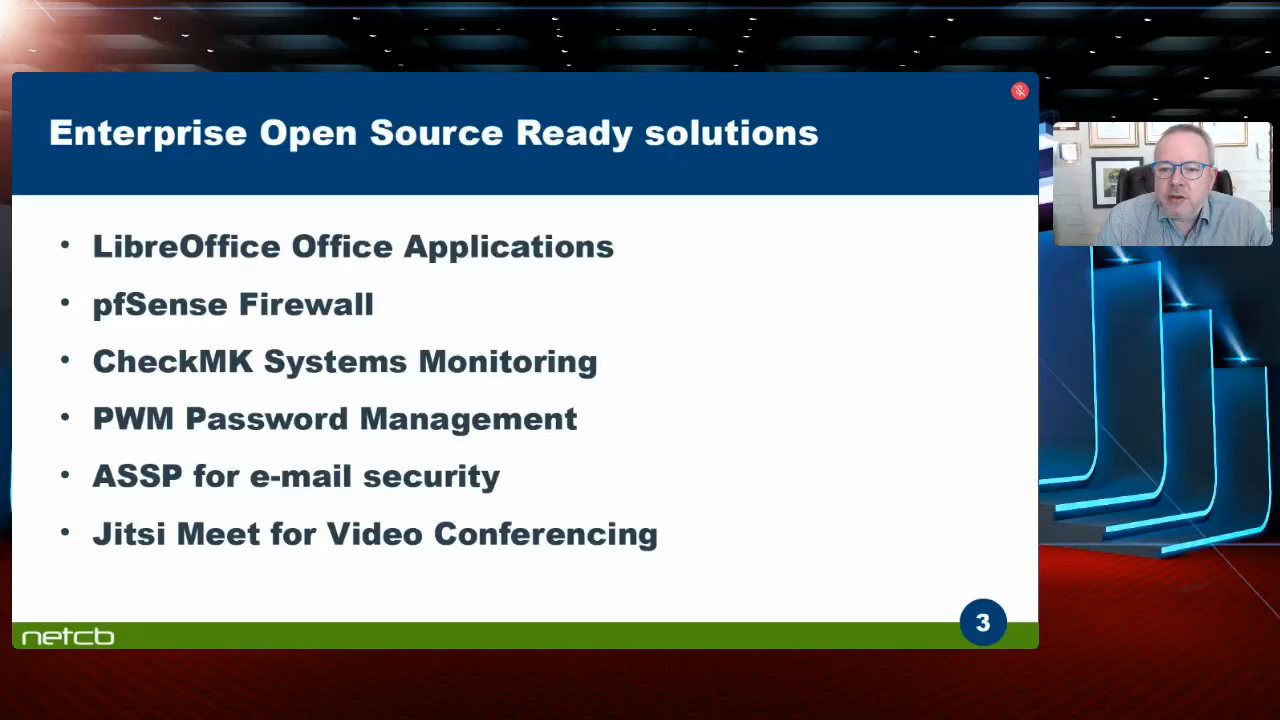 Enterprise Open Source Ready solutions
• LibreOffice Office Applications
• pfSense Firewall
• CheckMK Systems Monitoring
• PWM Password Management
• ASSP for e-mail security
• Jitsi Meet for Video Conferencing
netcb
3